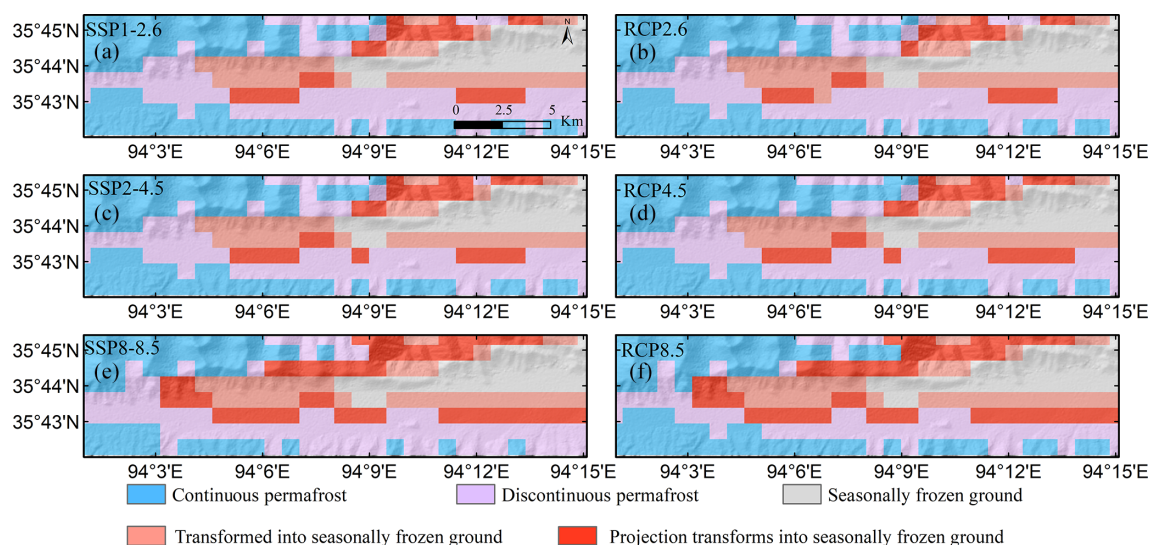 SSP1-2.6
RCP2.6
N
35°45'N
(a)
(b)
35°44'N
35°43'N
0 2.5 5
Km
94°3'E 94°6'E 94°9'E 94°12'E 94°15'E
94°3'E 94°6'E 94°9'E 94°12'E 94°15'E
SSP2-4.5
RCP4.5
35°45'N
(c)
(d)
35°44'N
35°43'N
94°3'E 94°6'E 94°9'E 94°12'E 94°15'E
94°3'E 94°6'E 94°9'E 94°12'E 94°15'E
SSP8-8.5
RCP8.5
35°45'N
(e)
(f)
35°44'N
35°43'N
94°3'E 94°6'E 94°9'E 94°12'E 94°15'E
94°3'E 94°6'E 94°9'E 94°12'E 94°15'E
Continuous permafrost
Discontinuous permafrost
Seasonally frozen ground
Transformed into seasonally frozen ground
Projection transforms into seasonally frozen ground